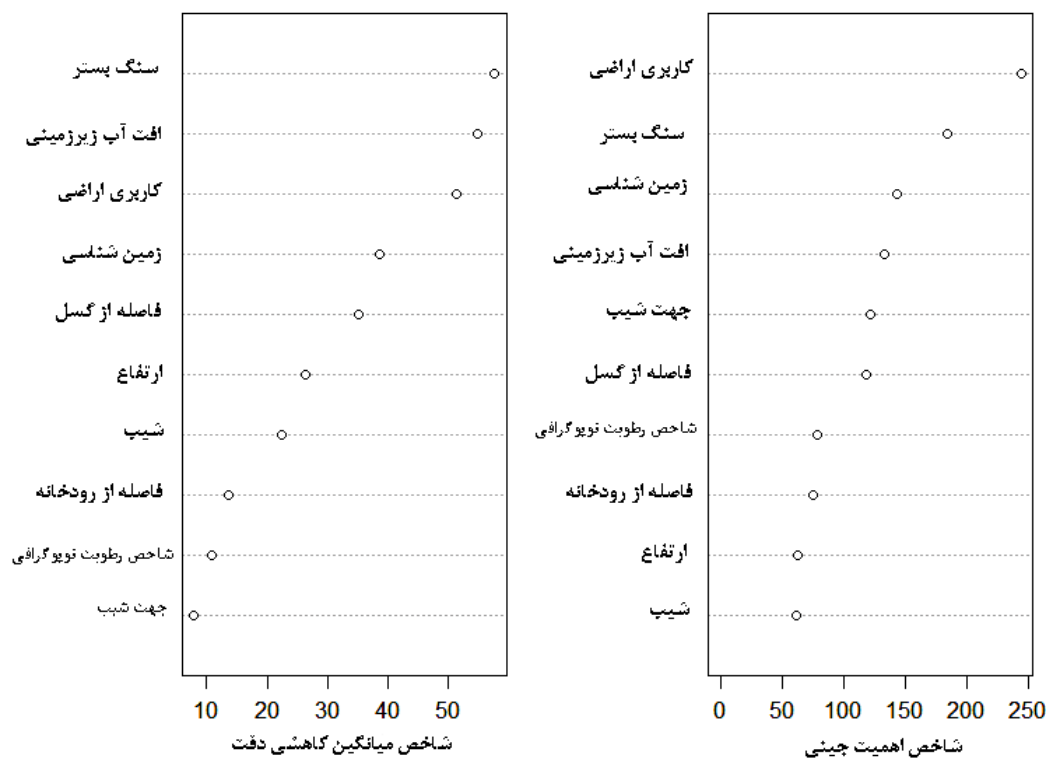 سنگ بستر
افت آب زیرزمینی
کاربری اراضی
زمین شناسی
فاصله از گسل
ارتفاع
شیب
فاصله از رودخانه
شاخص رطوبت توپوگرافی
جهت شیب
10 20 30 40 50
شاخص میانگین کاهشی دقت
کاربری اراضی
سنگ بستر
زمین شناسی
افت آب زیرزمینی
جهت شیب
فاصله از گسل
شاخص رطوبت توپوگرافی
فاصله از رودخانه
ارتفاع
شیب
0 50 100 150 200 250
شاخص اهمیت جینی